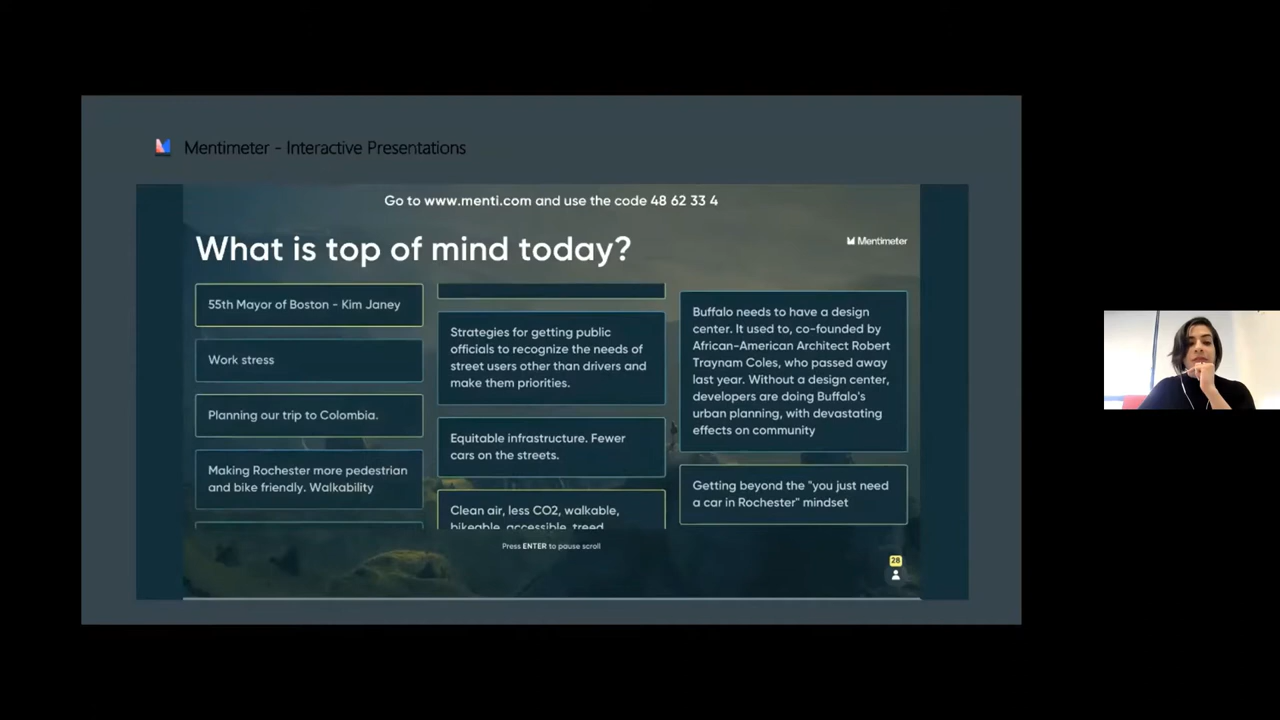 Mentimeter - Interactive Presentations
Go to www.menti.com and use the code 48 62 33 4
What is top of mind today?
Mentimeter
55th Mayor of Boston - Kim Janey
Work stress
Planning our trip to Colombia.
Making Rochester more pedestrian
and bike friendly. Walkability
Strategies for getting public
officials to recognize the needs of
street users other than drivers and
make them priorities.
Equitable infrastructure. Fewer
cars on the streets.
Clean air, less CO2, walkable,
bikeable, accessible, treed
Buffalo needs to have a design
center. It used to, co-founded by
African-American Architect Robert
Traynam Coles, who passed away
last year. Without a design center,
developers are doing Buffalo's
urban planning, with devastating
effects on community
Getting beyond the "you just need
a car in Rochester" mindset
Press ENTER to pause scroll
28